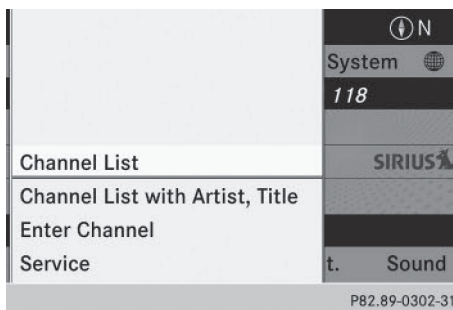 N
System
118
Channel List
SIRIUS
Channel List with Artist, Title
Enter Channel
Service
t. Sound
P82.89-0302-31